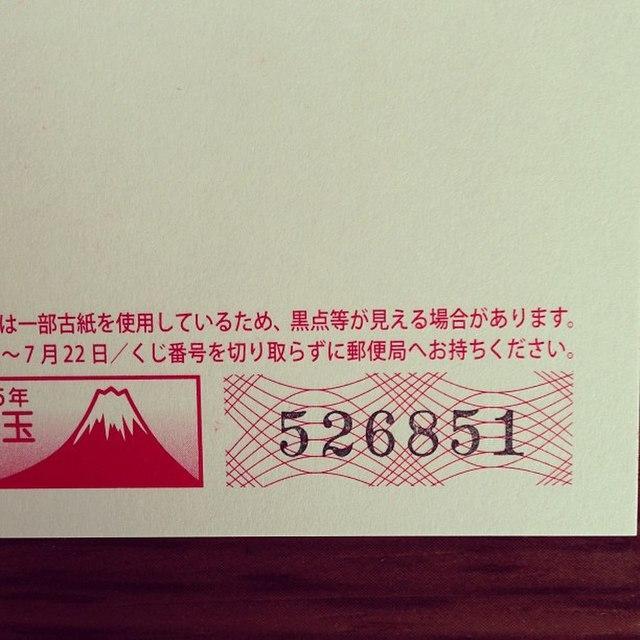 は一部古紙を使用しているため、黒点等が見える場合があります。
〜7月22日／くじ番号を切り取らずに郵便局へお持ちください。
5年
玉
526851